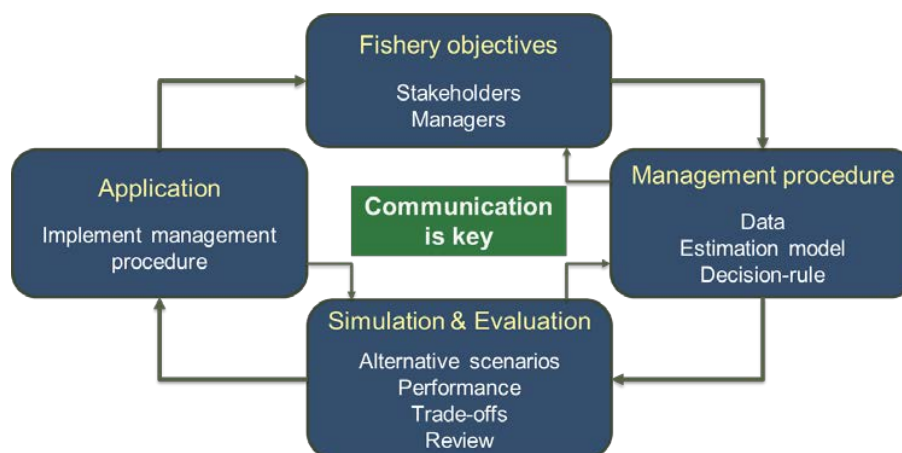 Fishery objectives
Stakeholders
Managers
Application
Implement management
procedure
Communication
is key
Management procedure
Data
Estimation model
Decision-rule
Simulation & Evaluation
Alternative scenarios
Performance
Trade-offs
Review